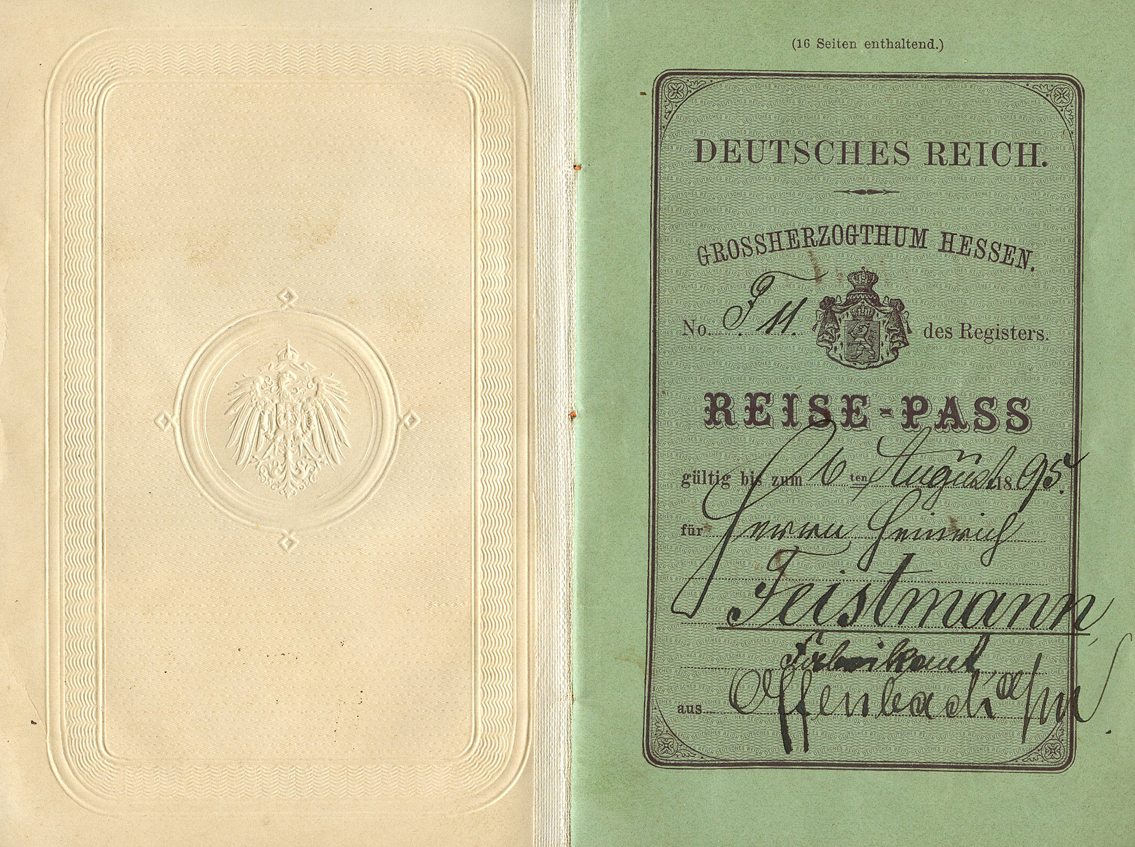 (16 Seiten enthaltend.)
DEUTSCHES REICH.
GROSSHERZOGTHUM HESSEN.
No. F 11. des Registers.
REISE-PASS
gültig bis zum 6 ten August 1895.
für Herrn Heinrich
Feistmann
Fabrikant
aus Offenbach a/m